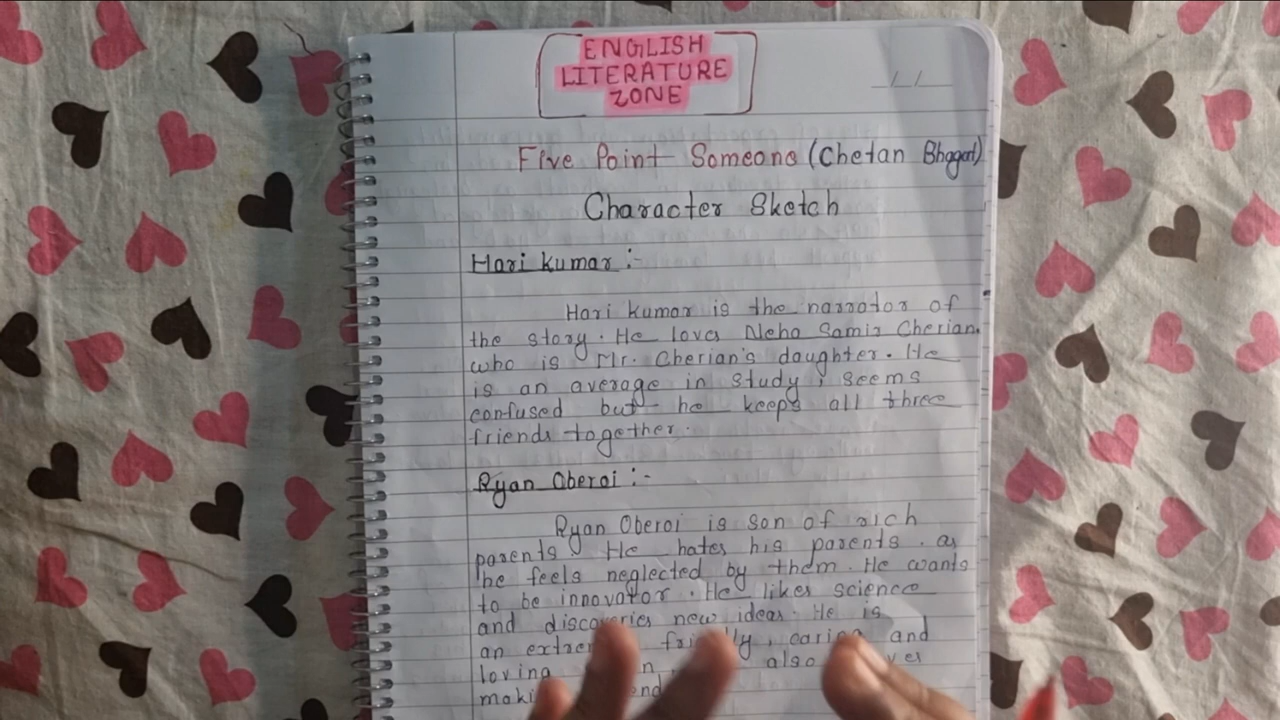 ENGLISH
LITERATURE
ZONE
Five Point Someone (Chetan Bhagat)
Character Sketch
Hari kumar :-
Hari kumar is the narrator of
the story. He loves Neha Samir Cherian.
who is Mr. Cherian's daughter. He
is an average in study, seems
confused but he keeps all three
friends together.
Ryan Oberoi :-
Ryan Oberoi is son of rich
parents. He hates his parents. as
he feels neglected by them. He wants
to be innovator. He likes science
and discoveries new ideas. He is
an friendly, caring and
loving also